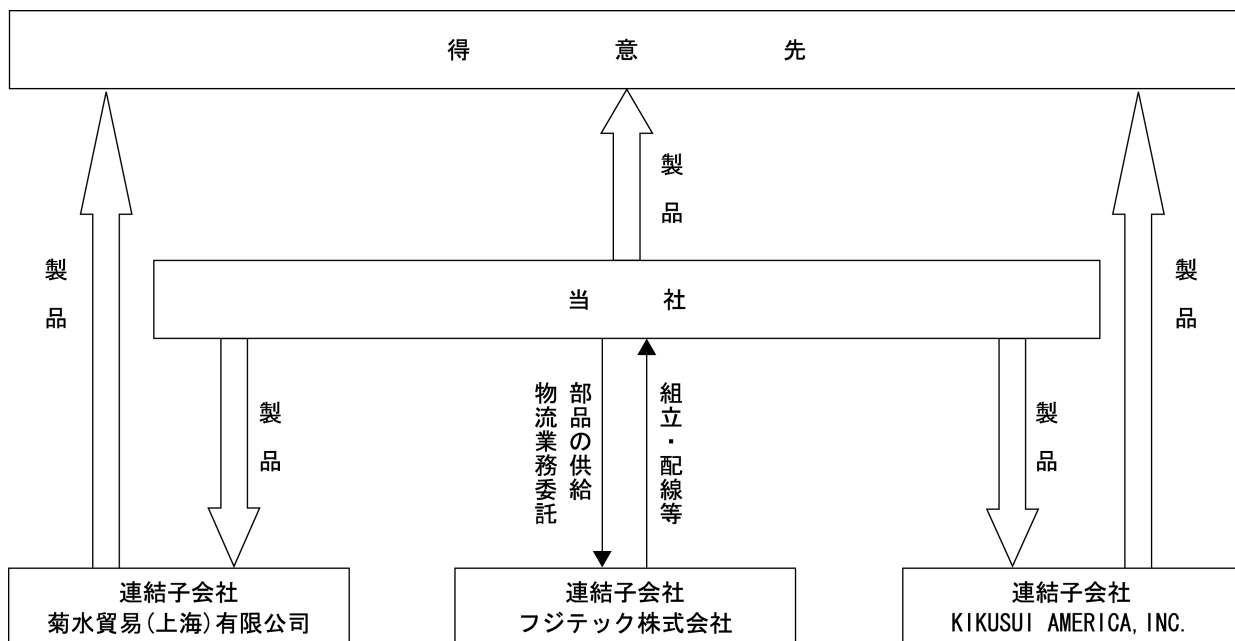 得意先
製品
製品
製品
当社
製品
部品の供給
物流業務委託
組立・配線等
製品
連結子会社
菊水貿易(上海)有限公司
連結子会社
フジテック株式会社
連結子会社
KIKUSUI AMERICA, INC.